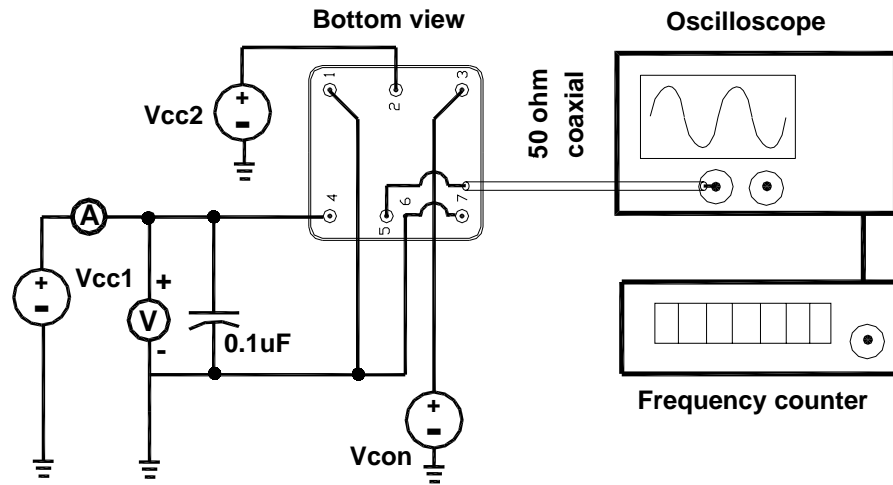 Bottom view
Oscilloscope
1
2
3
+
-
Vcc2
50 ohm
coaxial
4
5
6
7
A
Vcc1
+
-
+
V
-
0.1uF
+
-
Vcon
Frequency counter